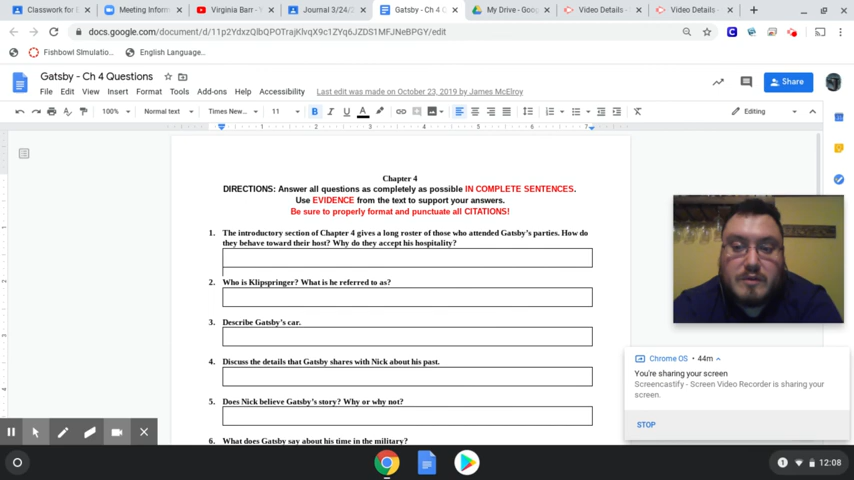 Classwork for
Meeting Inform
Virginia Barr - Y
Journal 3/24/
Gatsby - Ch 4 Q
My Drive - Goog
Video Details -
Video Details -
docs.google.com/document/d/11p2YdxzQlbQPOTrajKlvqX9c1ZYq6JZDS1MFJNeBPGY/edit
Fishbowl SImulatio...
English Language...
Gatsby - Ch 4 Questions
File Edit View Insert Format Tools Add-ons Help Accessibility
Last edit was made on October 23, 2019 by James McElroy
Share
100% Normal text Times New... 11 B I U A Editing
1 2 3 4 5 6 7
Chapter 4
DIRECTIONS: Answer all questions as completely as possible IN COMPLETE SENTENCES.
Use EVIDENCE from the text to support your answers.
Be sure to properly format and punctuate all CITATIONS!
1. The introductory section of Chapter 4 gives a long roster of those who attended Gatsby's parties. How do
they behave toward their host? Why do they accept his hospitality?
2. Who is Klipspringer? What is he referred to as?
3. Describe Gatsby's car.
4. Discuss the details that Gatsby shares with Nick about his past.
5. Does Nick believe Gatsby's story? Why or why not?
6. What does Gatsby say about his time in the military?
Chrome OS • 44m
You're sharing your screen
Screencastify - Screen Video Recorder is sharing your
screen.
STOP
1 12:08